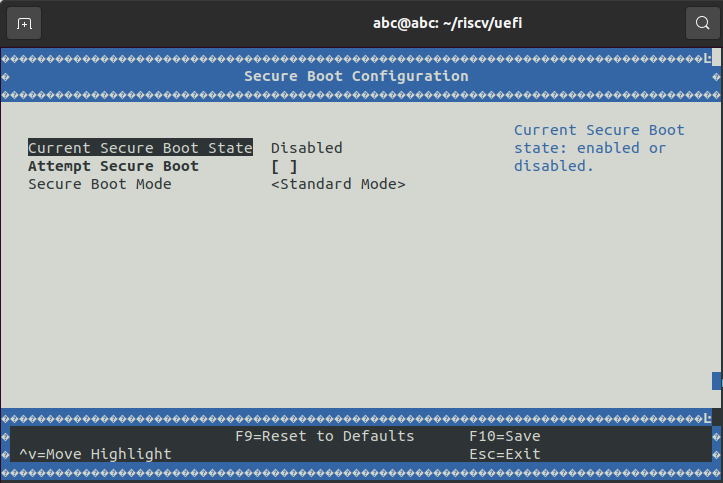 abc@abc: ~/riscv/uefi
Secure Boot Configuration
Current Secure Boot State Disabled
Attempt Secure Boot [ ]
Secure Boot Mode <Standard Mode>
Current Secure Boot
state: enabled or
disabled.
F9=Reset to Defaults F10=Save
^v=Move Highlight Esc=Exit